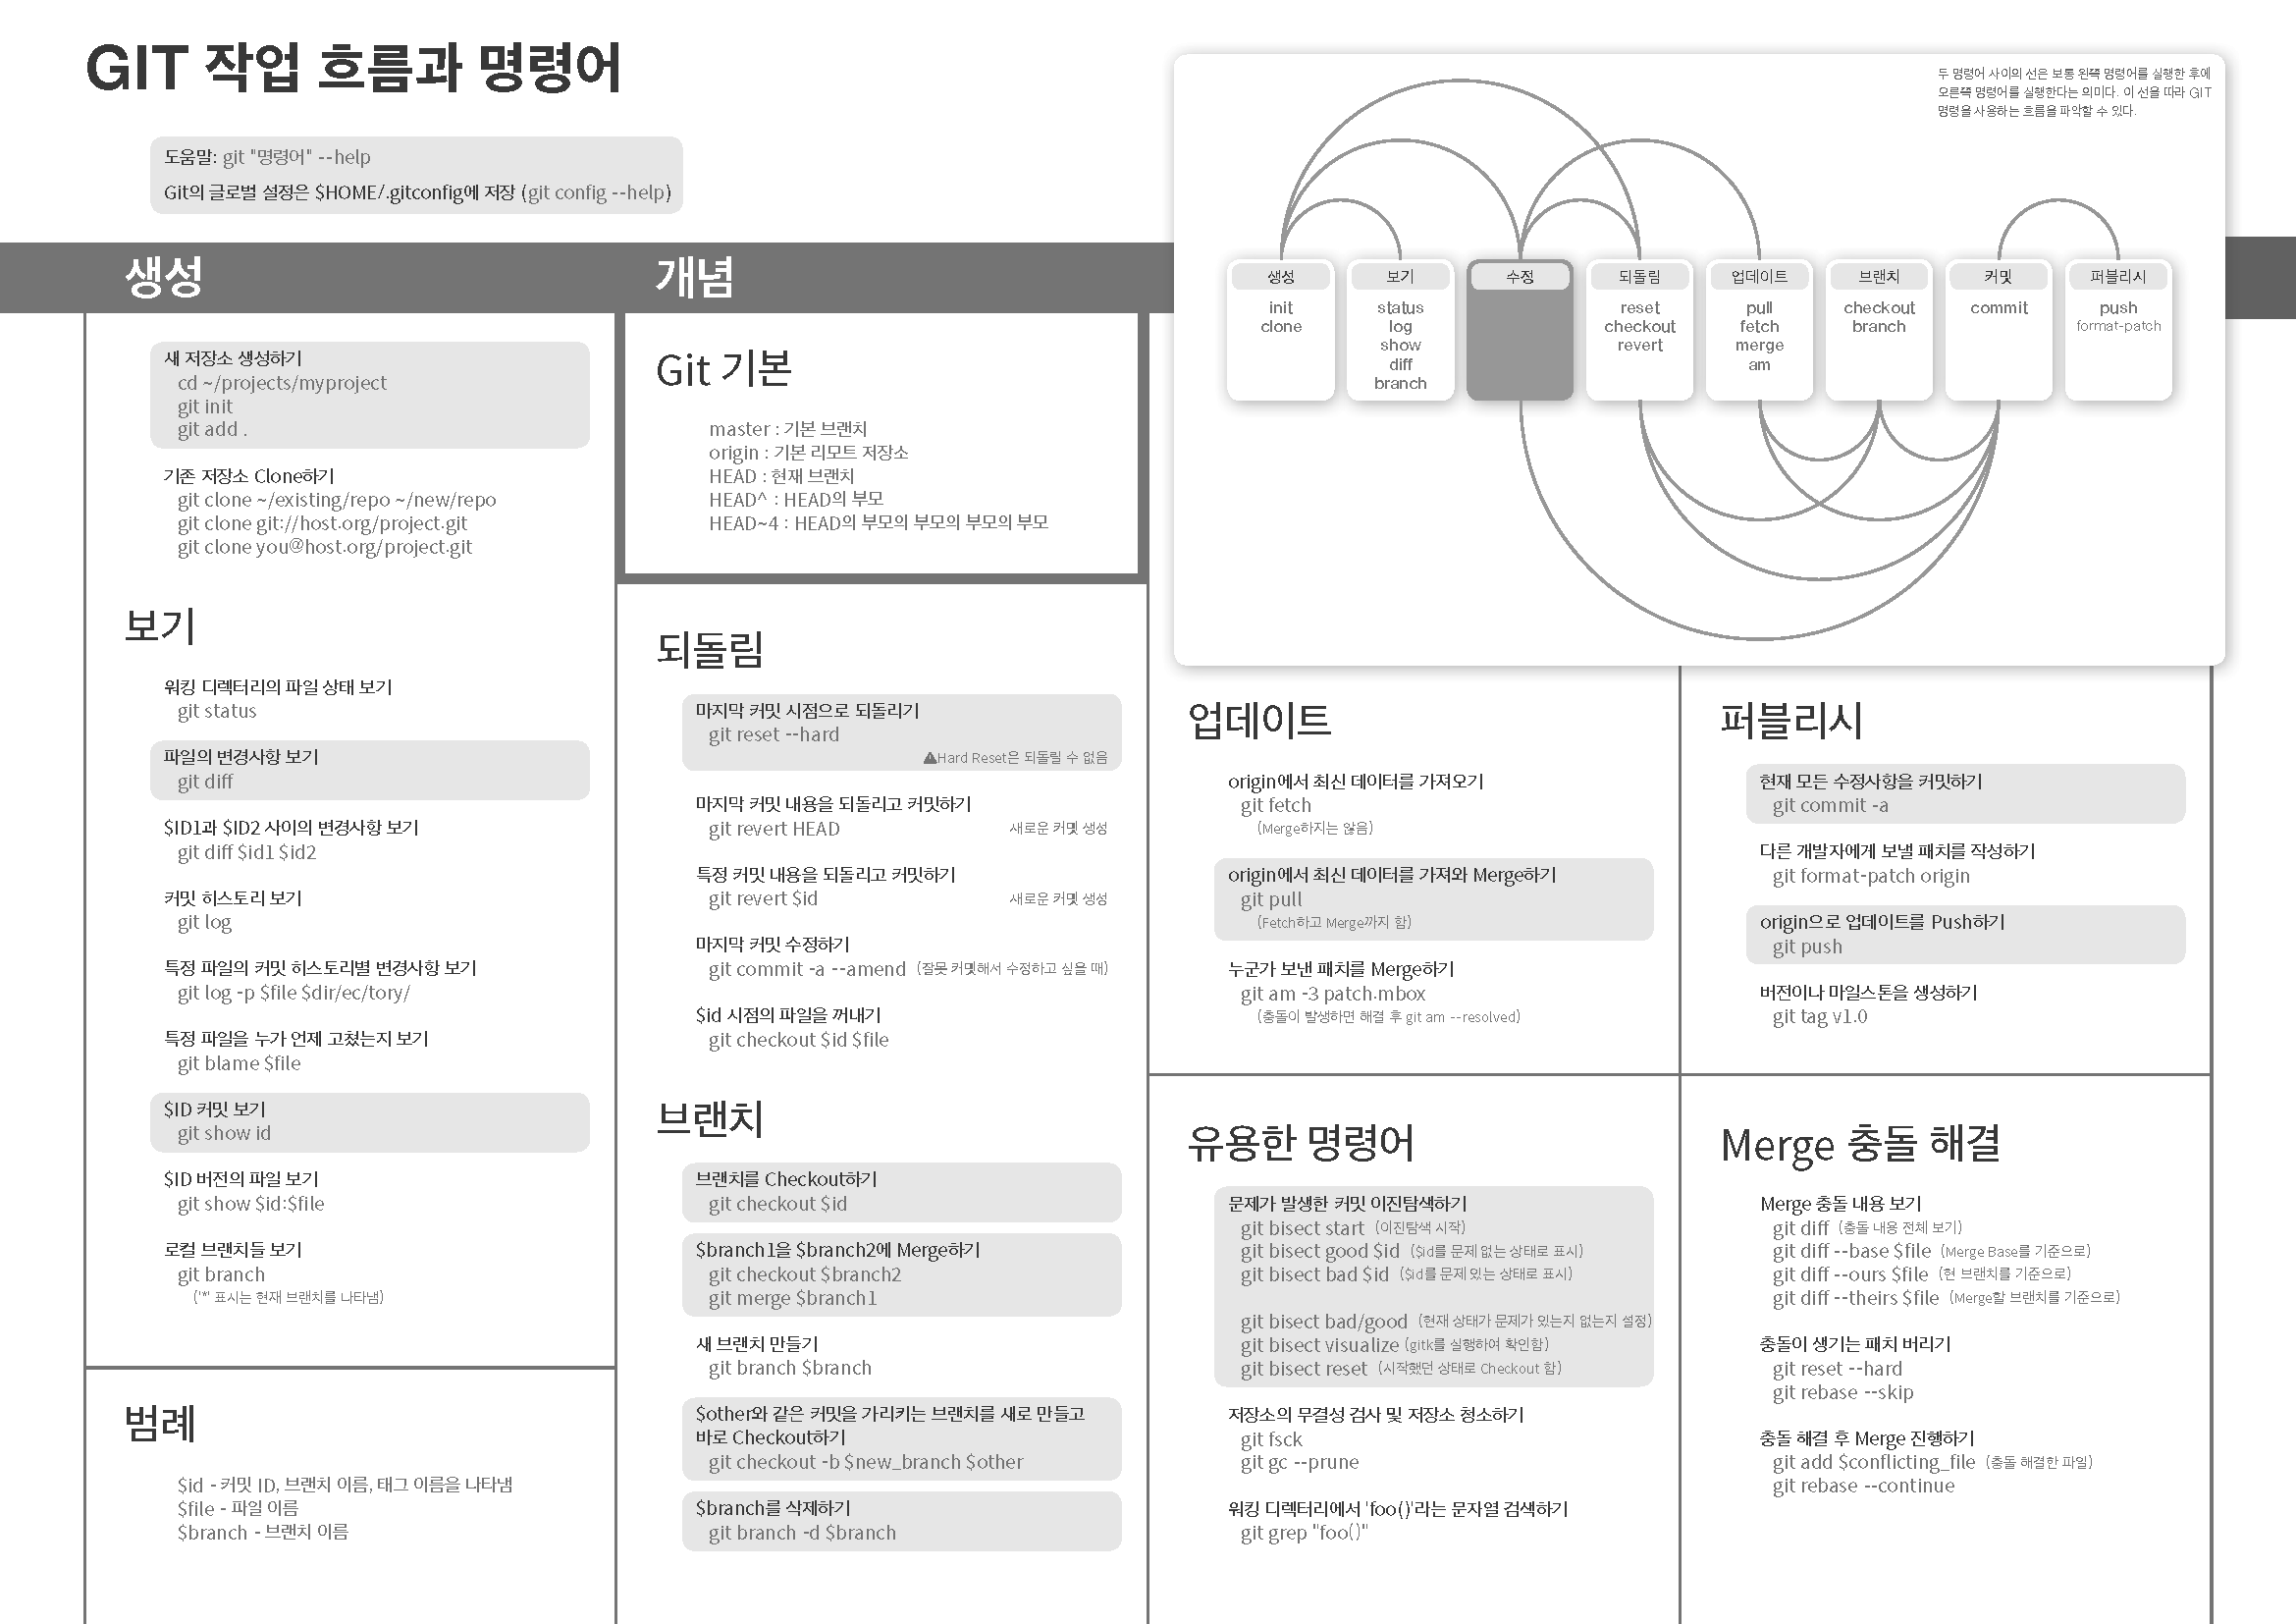 GIT 작업 흐름과 명령어
도움말: git "명령어" --help
Git의 글로벌 설정은 $HOME/.gitconfig에 저장 (git config --help)
두 명령어 사이의 선은 보통 왼쪽 명령어를 실행한 후에
오른쪽 명령어를 실행한다는 의미다. 이 선을 따라 GIT
명령을 사용하는 흐름을 파악할 수 있다.
생성
init
clone
보기
status
log
show
diff
branch
수정
되돌림
reset
checkout
revert
업데이트
pull
fetch
merge
am
브랜치
checkout
branch
커밋
commit
퍼블리시
push
format-patch
생성
새 저장소 생성하기
cd ~/projects/myproject
git init
git add .
기존 저장소 Clone하기
git clone ~/existing/repo ~/new/repo
git clone git://host.org/project.git
git clone you@host.org/project.git
보기
워킹 디렉터리의 파일 상태 보기
git status
파일의 변경사항 보기
git diff
$ID1과 $ID2 사이의 변경사항 보기
git diff $id1 $id2
커밋 히스토리 보기
git log
특정 파일의 커밋 히스토리별 변경사항 보기
git log -p $file $dir/ec/tory/
특정 파일을 누가 언제 고쳤는지 보기
git blame $file
$ID 커밋 보기
git show id
$ID 버전의 파일 보기
git show $id:$file
로컬 브랜치들 보기
git branch
('*' 표시는 현재 브랜치를 나타냄)
범례
$id - 커밋 ID, 브랜치 이름, 태그 이름을 나타냄
$file - 파일 이름
$branch - 브랜치 이름
개념
Git 기본
master : 기본 브랜치
origin : 기본 리모트 저장소
HEAD : 현재 브랜치
HEAD^ : HEAD의 부모
HEAD~4 : HEAD의 부모의 부모의 부모의 부모
되돌림
마지막 커밋 시점으로 되돌리기
git reset --hard
⚠Hard Reset은 되돌릴 수 없음
마지막 커밋 내용을 되돌리고 커밋하기
git revert HEAD 새로운 커밋 생성
특정 커밋 내용을 되돌리고 커밋하기
git revert $id 새로운 커밋 생성
마지막 커밋 수정하기
git commit -a --amend (잘못 커밋해서 수정하고 싶을 때)
$id 시점의 파일을 꺼내기
git checkout $id $file
브랜치
브랜치를 Checkout하기
git checkout $id
$branch1을 $branch2에 Merge하기
git checkout $branch2
git merge $branch1
새 브랜치 만들기
git branch $branch
$other와 같은 커밋을 가리키는 브랜치를 새로 만들고
바로 Checkout하기
git checkout -b $new_branch $other
$branch를 삭제하기
git branch -d $branch
업데이트
origin에서 최신 데이터를 가져오기
git fetch
(Merge하지는 않음)
origin에서 최신 데이터를 가져와 Merge하기
git pull
(Fetch하고 Merge까지 함)
누군가 보낸 패치를 Merge하기
git am -3 patch.mbox
(충돌이 발생하면 해결 후 git am --resolved)
유용한 명령어
문제가 발생한 커밋 이진탐색하기
git bisect start (이진탐색 시작)
git bisect good $id ($id를 문제 없는 상태로 표시)
git bisect bad $id ($id를 문제 있는 상태로 표시)
git bisect bad/good (현재 상태가 문제가 있는지 없는지 설정)
git bisect visualize (gitk를 실행하여 확인함)
git bisect reset (시작했던 상태로 Checkout 함)
저장소의 무결성 검사 및 저장소 청소하기
git fsck
git gc --prune
워킹 디렉터리에서 'foo()'라는 문자열 검색하기
git grep "foo()"
퍼블리시
현재 모든 수정사항을 커밋하기
git commit -a
다른 개발자에게 보낼 패치를 작성하기
git format-patch origin
origin으로 업데이트를 Push하기
git push
버전이나 마일스톤을 생성하기
git tag v1.0
Merge 충돌 해결
Merge 충돌 내용 보기
git diff (충돌 내용 전체 보기)
git diff --base $file (Merge Base를 기준으로)
git diff --ours $file (현 브랜치를 기준으로)
git diff --theirs $file (Merge할 브랜치를 기준으로)
충돌이 생기는 패치 버리기
git reset --hard
git rebase --skip
충돌 해결 후 Merge 진행하기
git add $conflicting_file (충돌 해결한 파일)
git rebase --continue